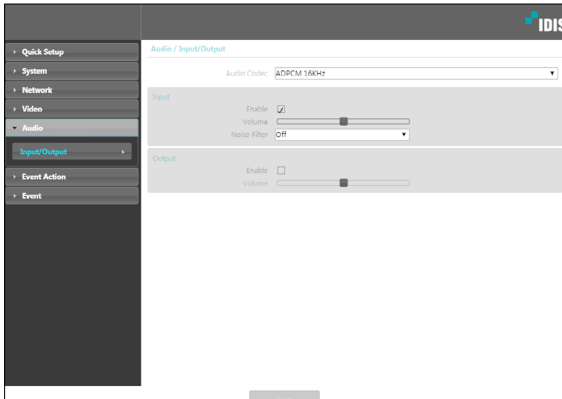 IDIS
Quick Setup
System
Network
Video
Audio
Input/Output
Event Action
Event
Audio / Input/Output
Audio Codec ADPCM 16KHz
Input
Enable
Volume
Noise Filter Off
Output
Enable
Volume